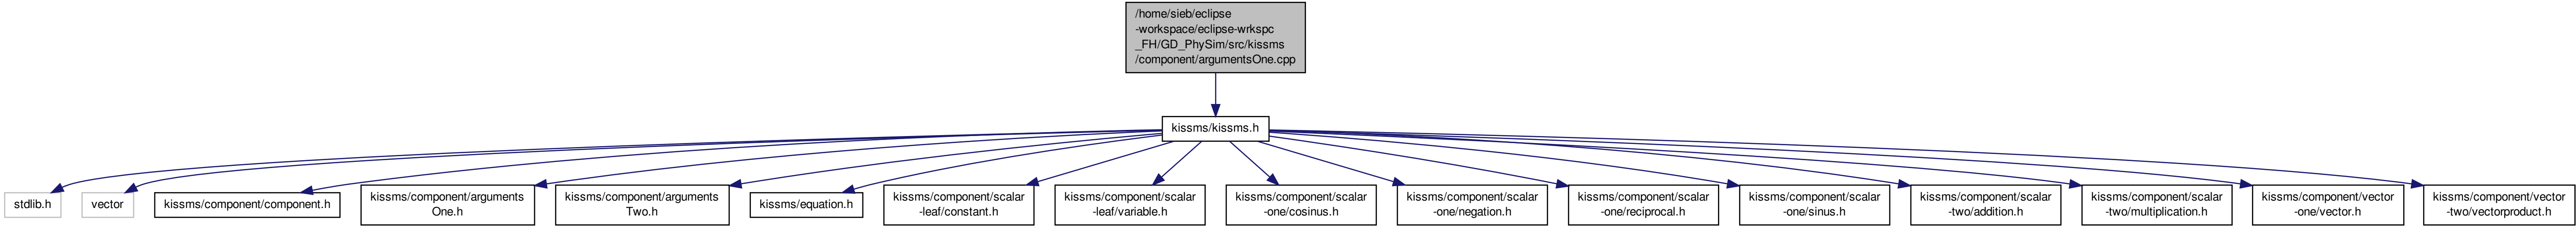 /home/sieb/eclipse
-workspace/eclipse-wrkspc
_FH/GD_PhySim/src/kissms
/component/argumentsOne.cpp
kissms/kissms.h
stdlib.h
vector
kissms/component/component.h
kissms/component/arguments
One.h
kissms/component/arguments
Two.h
kissms/equation.h
kissms/component/scalar
-leaf/constant.h
kissms/component/scalar
-leaf/variable.h
kissms/component/scalar
-one/cosinus.h
kissms/component/scalar
-one/negation.h
kissms/component/scalar
-one/reciprocal.h
kissms/component/scalar
-one/sinus.h
kissms/component/scalar
-two/addition.h
kissms/component/scalar
-two/multiplication.h
kissms/component/vector
-one/vector.h
kissms/component/vector
-two/vectorproduct.h